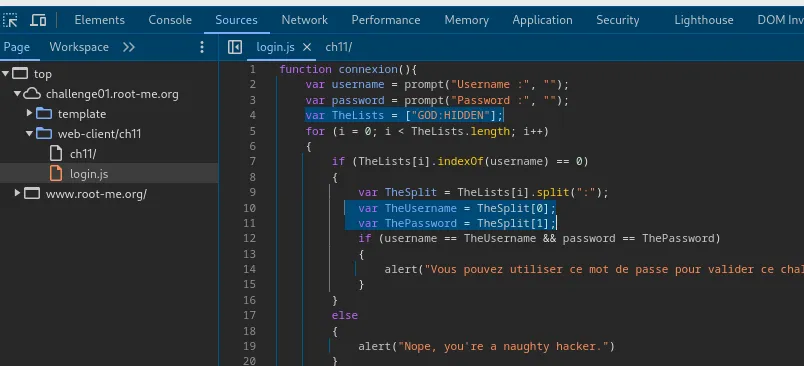 Elements Console Sources Network Performance Memory Application Security Lighthouse DOM Inv
Page Workspace
login.js ch11/
top
challenge01.root-me.org
template
web-client/ch11
ch11/
login.js
www.root-me.org/
1 function connexion(){
2 var username = prompt("Username :", "");
3 var password = prompt("Password :", "");
4 var TheLists = ["GOD:HIDDEN"];
5 for (i = 0; i < TheLists.length; i++)
6 {
7 if (TheLists[i].indexOf(username) == 0)
8 {
9 var TheSplit = TheLists[i].split(":");
10 var TheUsername = TheSplit[0];
11 var ThePassword = TheSplit[1];
12 if (username == TheUsername && password == ThePassword)
13 {
14 alert("Vous pouvez utiliser ce mot de passe pour valider ce chal
15 }
16 }
17 else
18 {
19 alert("Nope, you're a naughty hacker.")
20 }